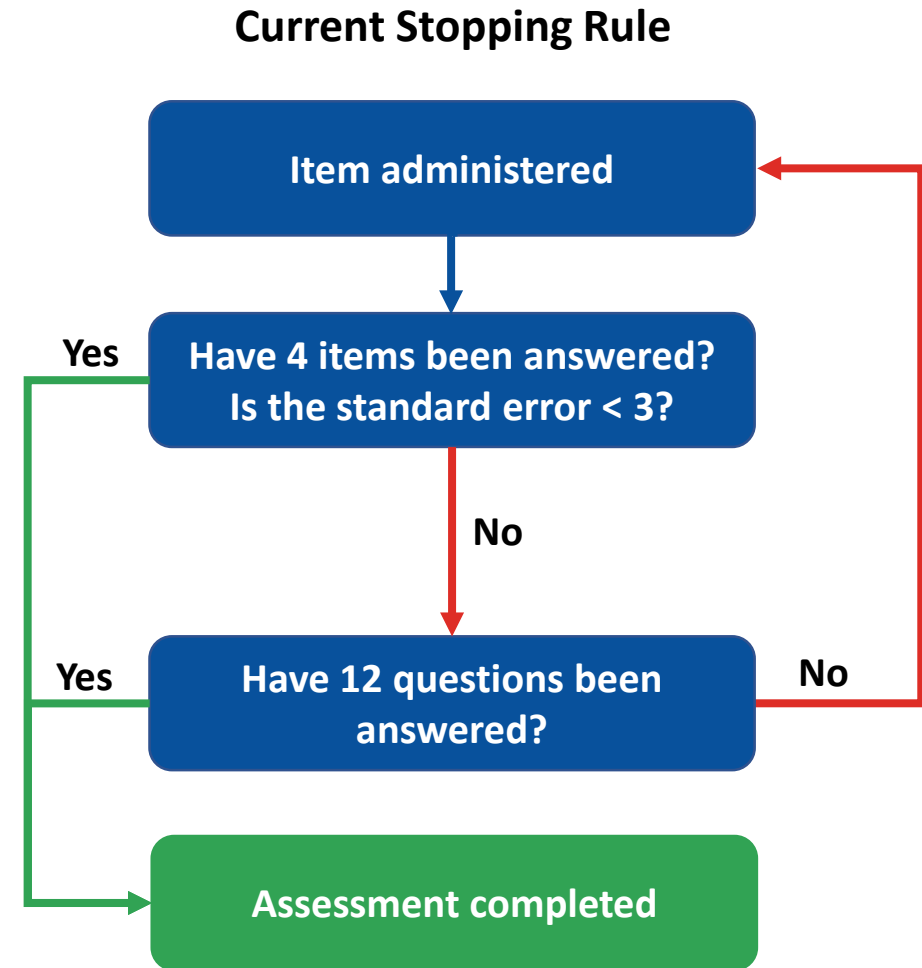 Current Stopping Rule
Item administered
Yes
Have 4 items been answered?
Is the standard error < 3?
No
Yes
Have 12 questions been
answered?
No
Assessment completed